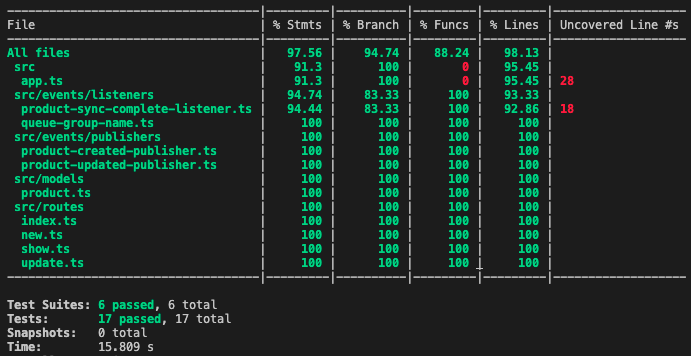 File | % Stmts | % Branch | % Funcs | % Lines | Uncovered Line #s
All files | 97.56 | 94.74 | 88.24 | 98.13 |
src | 91.3 | 100 | 0 | 95.45 |
app.ts | 91.3 | 100 | 0 | 95.45 | 28
src/events/listeners | 94.74 | 83.33 | 100 | 93.33 |
product-sync-complete-listener.ts | 94.44 | 83.33 | 100 | 92.86 | 18
queue-group-name.ts | 100 | 100 | 100 | 100 |
src/events/publishers | 100 | 100 | 100 | 100 |
product-created-publisher.ts | 100 | 100 | 100 | 100 |
product-updated-publisher.ts | 100 | 100 | 100 | 100 |
src/models | 100 | 100 | 100 | 100 |
product.ts | 100 | 100 | 100 | 100 |
src/routes | 100 | 100 | 100 | 100 |
index.ts | 100 | 100 | 100 | 100 |
new.ts | 100 | 100 | 100 | 100 |
show.ts | 100 | 100 | 100 | 100 |
update.ts | 100 | 100 | 100 | 100 |
Test Suites: 6 passed, 6 total
Tests: 17 passed, 17 total
Snapshots: 0 total
Time: 15.809 s